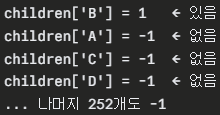 children['B'] = 1  ← 있음
children['A'] = -1 ← 없음
children['C'] = -1 ← 없음
children['D'] = -1 ← 없음
... 나머지 252개도 -1